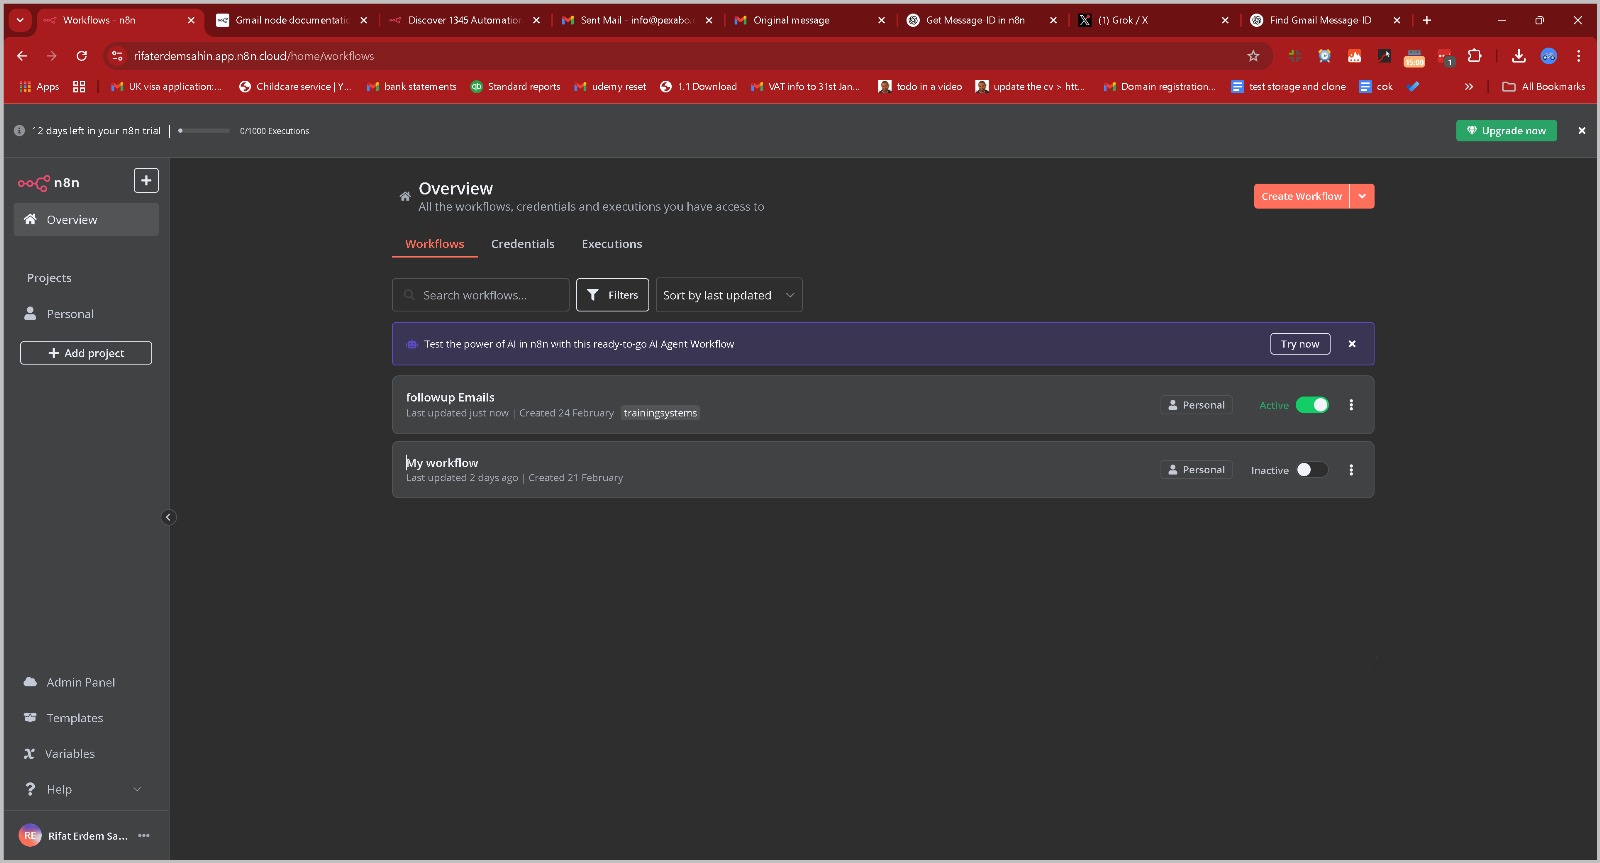 Workflows - n8n
Gmail node documentatic
Discover 1345 Automation
Sent Mail - info@pexabo.c
Original message
Get Message-ID in n8n
(1) Grok / X
Find Gmail Message-ID
rifaterdemsahin.app.n8n.cloud/home/workflows
15:00
1
Apps
UK visa application:...
Childcare service | Y...
bank statements
Standard reports
udemy reset
1.1 Download
VAT info to 31st Jan...
todo in a video
update the cv > htt...
Domain registration...
test storage and clone
cok
All Bookmarks
12 days left in your n8n trial
0/1000 Executions
Upgrade now
n8n
Overview
Projects
Personal
Add project
Admin Panel
Templates
Variables
Help
RE Rifat Erdem Sa...
Overview
All the workflows, credentials and executions you have access to
Create Workflow
Workflows Credentials Executions
Search workflows...
Filters
Sort by last updated
Test the power of AI in n8n with this ready-to-go AI Agent Workflow
Try now
followup Emails
Last updated just now | Created 24 February trainingsystems
Personal
Active
My workflow
Last updated 2 days ago | Created 21 February
Personal
Inactive